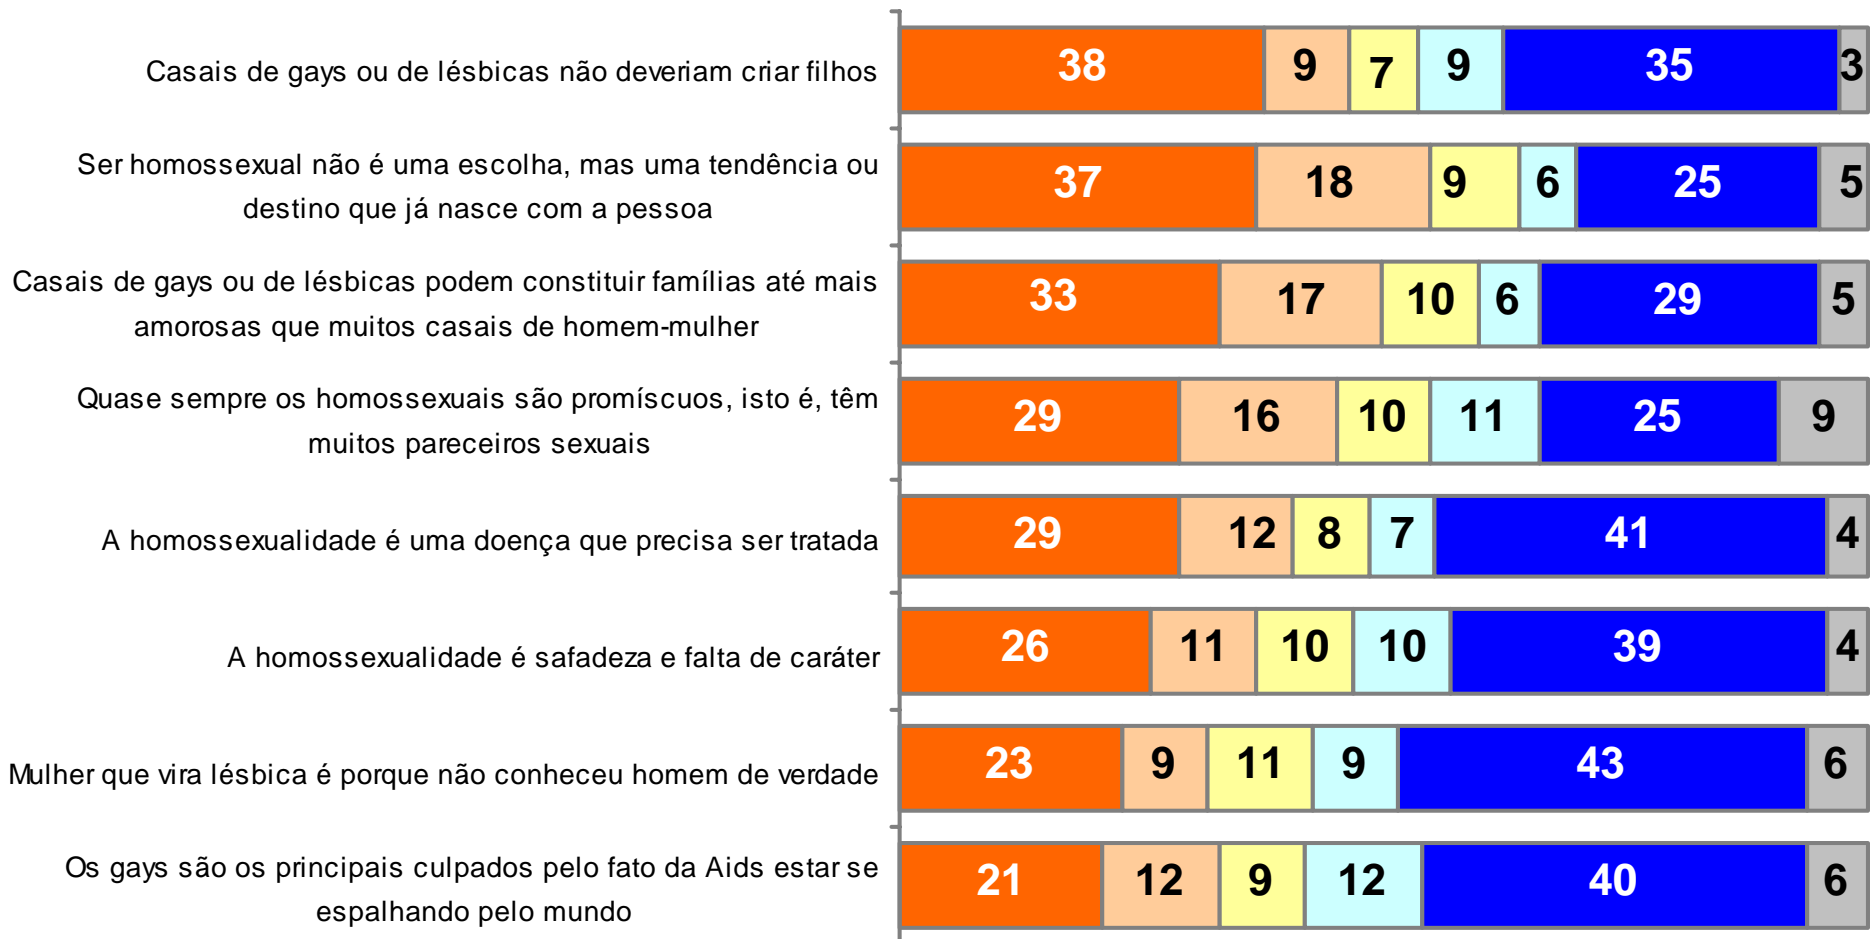 Casais de gays ou de lésbicas não deveriam criar filhos
38 9 7 9 35 3
Ser homossexual não é uma escolha, mas uma tendência ou
destino que já nasce com a pessoa
37 18 9 6 25 5
Casais de gays ou de lésbicas podem constituir famílias até mais
amorosas que muitos casais de homem-mulher
33 17 10 6 29 5
Quase sempre os homossexuais são promíscuos, isto é, têm
muitos pareceiros sexuais
29 16 10 11 25 9
A homossexualidade é uma doença que precisa ser tratada
29 12 8 7 41 4
A homossexualidade é safadeza e falta de caráter
26 11 10 10 39 4
Mulher que vira lésbica é porque não conheceu homem de verdade
23 9 11 9 43 6
Os gays são os principais culpados pelo fato da Aids estar se
espalhando pelo mundo
21 12 9 12 40 6